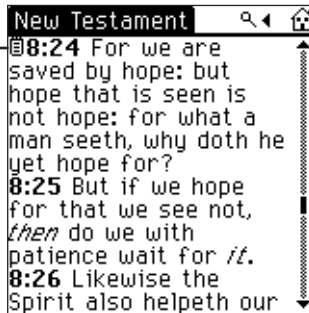 New Testament
8:24 For we are
saved by hope: but
hope that is seen is
not hope: for what a
man seeth, why doth he
yet hope for?
8:25 But if we hope
for that we see not,
then do we with
patience wait for it.
8:26 Likewise the
Spirit also helpeth our